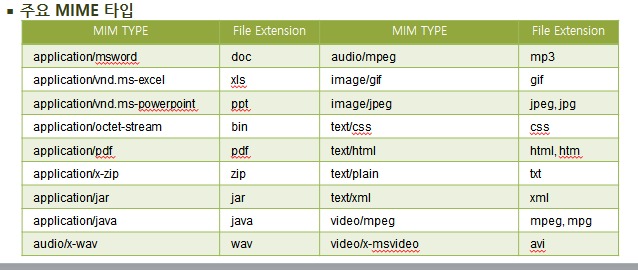 ▪ 주요 MIME 타입
MIM TYPE File Extension MIM TYPE File Extension
application/msword doc audio/mpeg mp3
application/vnd.ms-excel xls image/gif gif
application/vnd.ms-powerpoint ppt image/jpeg jpeg, jpg
application/octet-stream bin text/css css
application/pdf pdf text/html html, htm
application/x-zip zip text/plain txt
application/jar jar text/xml xml
application/java java video/mpeg mpeg, mpg
audio/x-wav wav video/x-msvideo avi